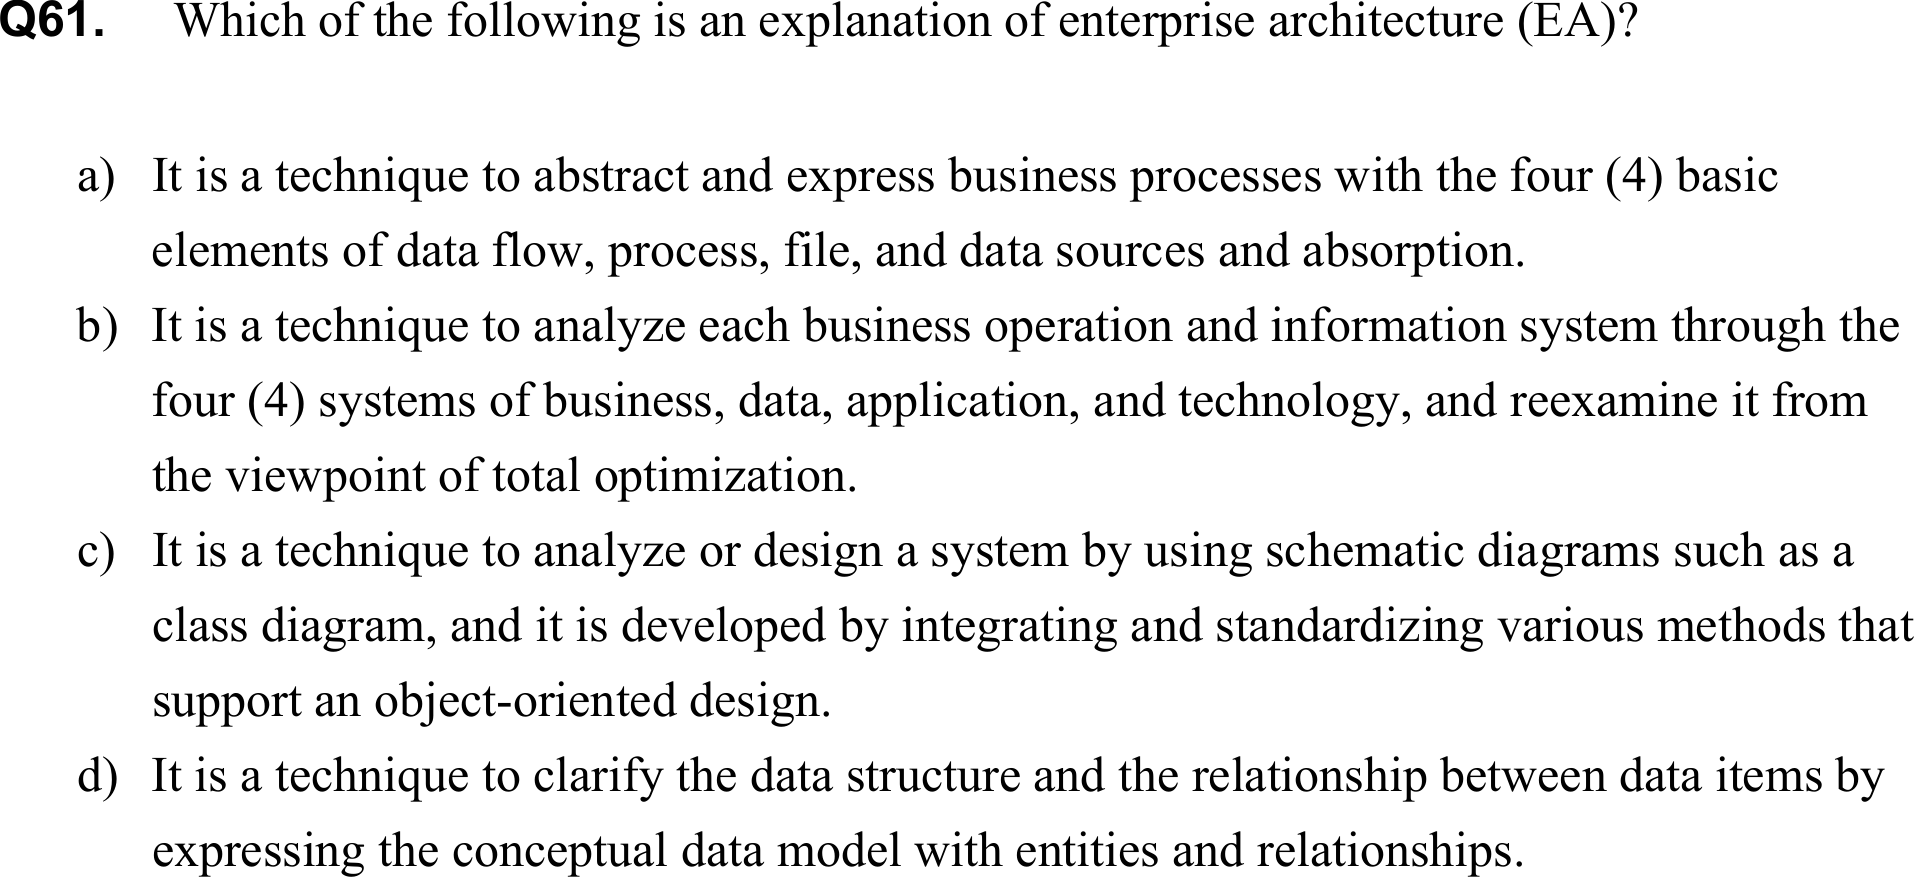 Q61. Which of the following is an explanation of enterprise architecture (EA)?
a) It is a technique to abstract and express business processes with the four (4) basic
elements of data flow, process, file, and data sources and absorption.
b) It is a technique to analyze each business operation and information system through the
four (4) systems of business, data, application, and technology, and reexamine it from
the viewpoint of total optimization.
c) It is a technique to analyze or design a system by using schematic diagrams such as a
class diagram, and it is developed by integrating and standardizing various methods that
support an object-oriented design.
d) It is a technique to clarify the data structure and the relationship between data items by
expressing the conceptual data model with entities and relationships.